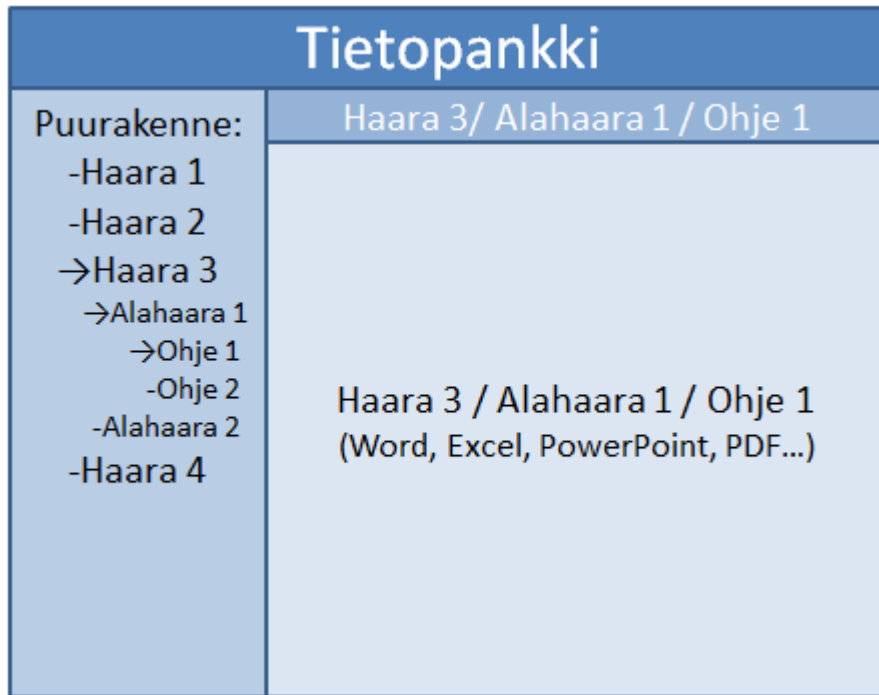 Tietopankki
Puurakenne:
-Haara 1
-Haara 2
→Haara 3
→Alahaara 1
→Ohje 1
-Ohje 2
-Alahaara 2
-Haara 4
Haara 3/ Alahaara 1 / Ohje 1
Haara 3 / Alahaara 1 / Ohje 1
(Word, Excel, PowerPoint, PDF...)